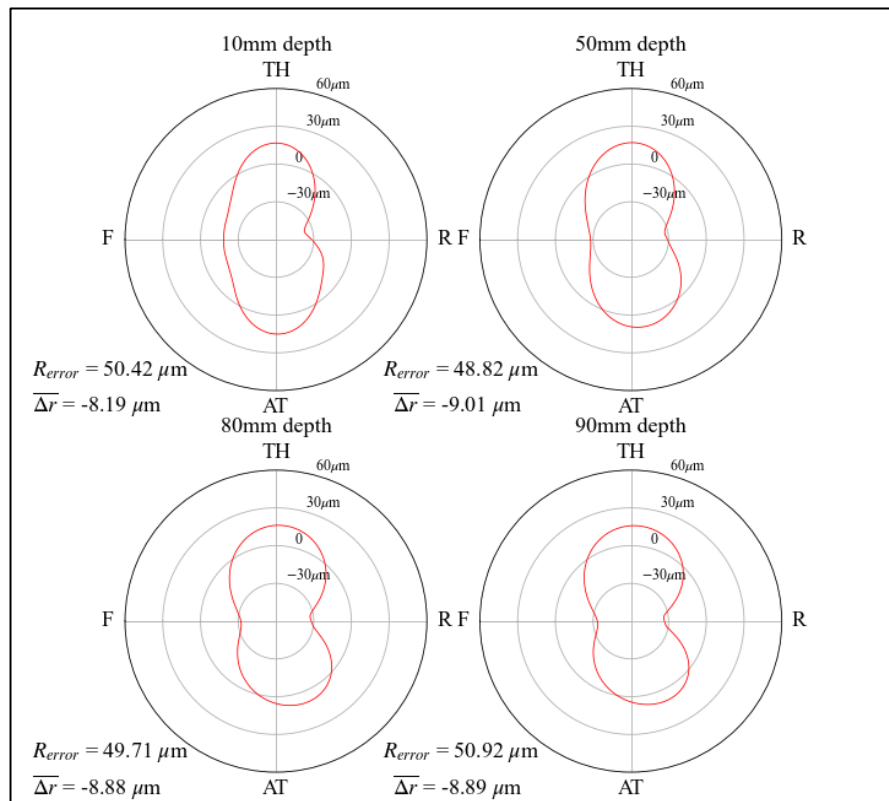 10mm depth
TH
60μm
30μm
0
−30μm
F
R
R_error = 50.42 μm
Δr = -8.19 μm
AT
50mm depth
TH
60μm
30μm
0
−30μm
F
R
R_error = 48.82 μm
Δr = -9.01 μm
AT
80mm depth
TH
60μm
30μm
0
−30μm
F
R
R_error = 49.71 μm
Δr = -8.88 μm
AT
90mm depth
TH
60μm
30μm
0
−30μm
F
R
R_error = 50.92 μm
Δr = -8.89 μm
AT